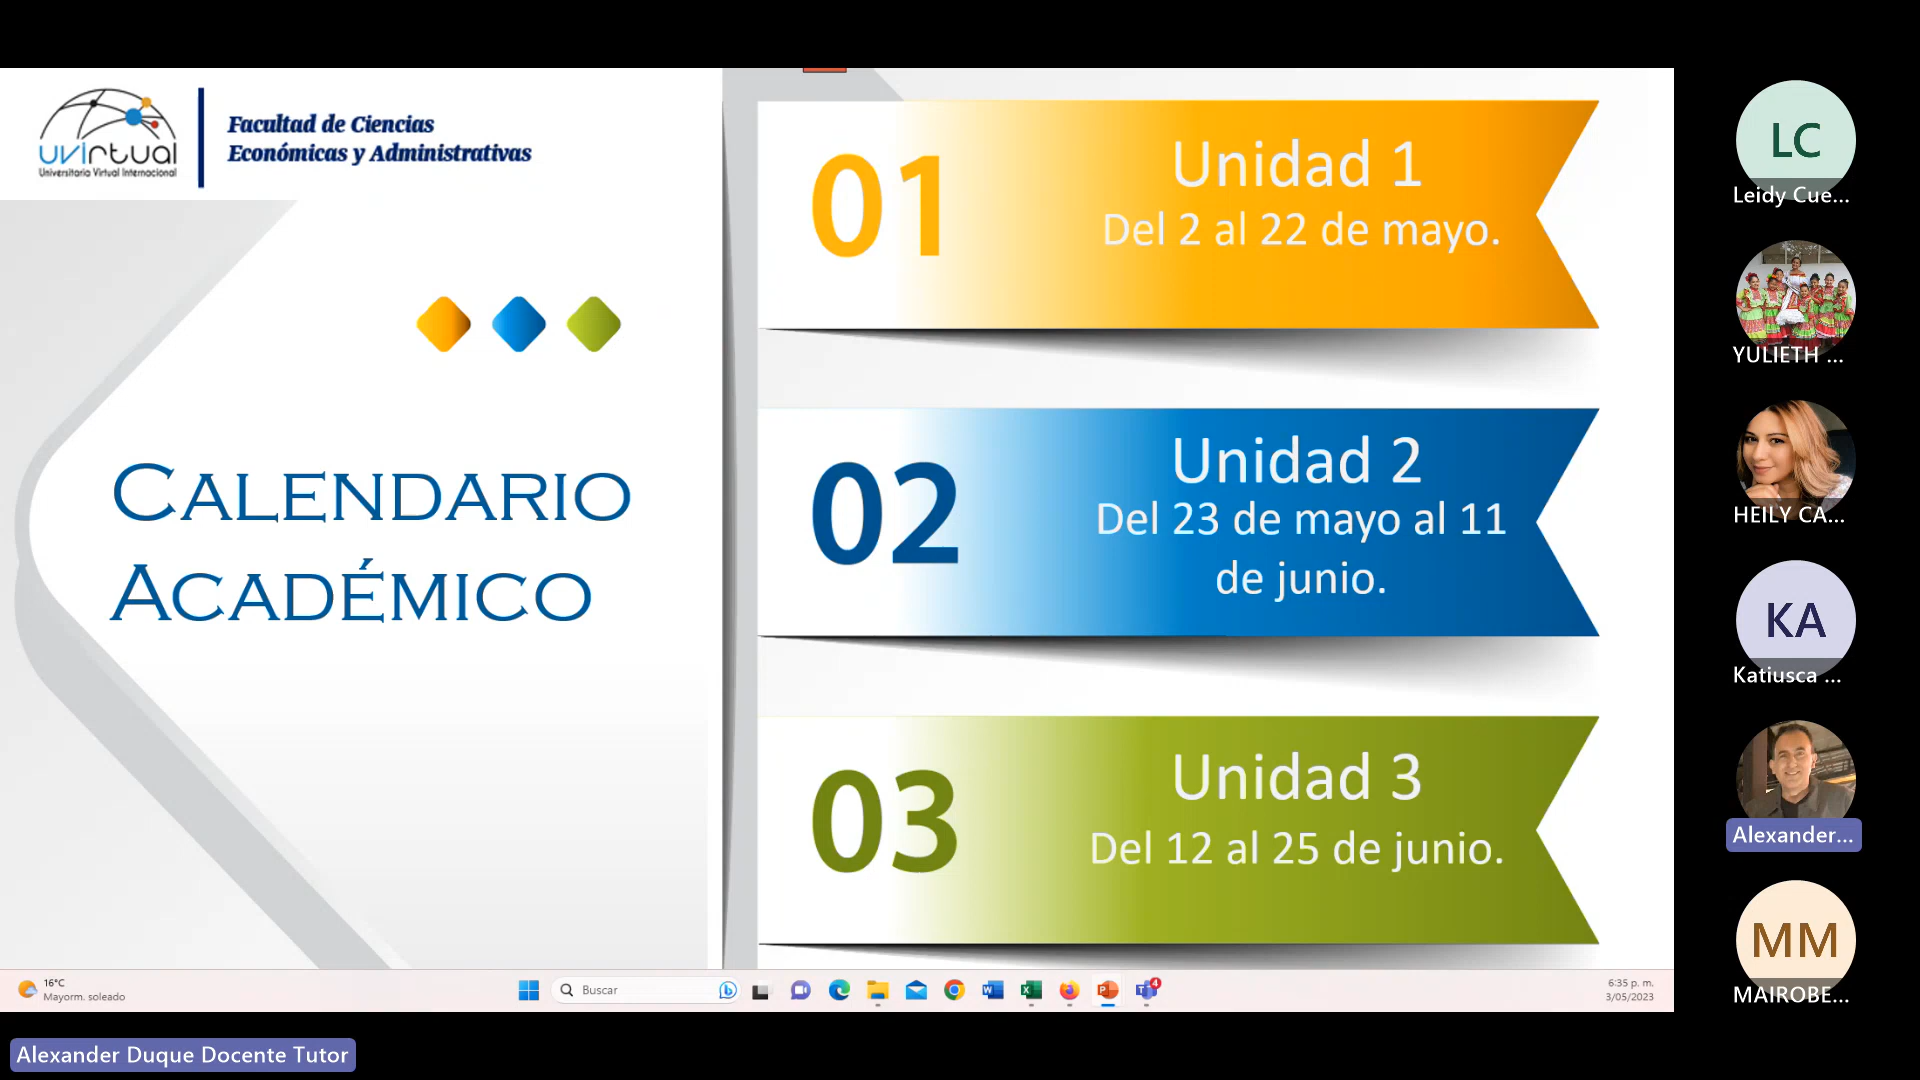 uvirtual
Universitaria Virtual Internacional
Facultad de Ciencias
Económicas y Administrativas
CALENDARIO
ACADÉMICO
01
Unidad 1
Del 2 al 22 de mayo.
02
Unidad 2
Del 23 de mayo al 11
de junio.
03
Unidad 3
Del 12 al 25 de junio.
LC
Leidy Cue...
YULIETH ...
HEILY CA...
KA
Katiusca ...
Alexander...
MM
MAIROBE...
16°C
Mayorm. soleado
Buscar
4
6:35 p. m.
3/05/2023
Alexander Duque Docente Tutor